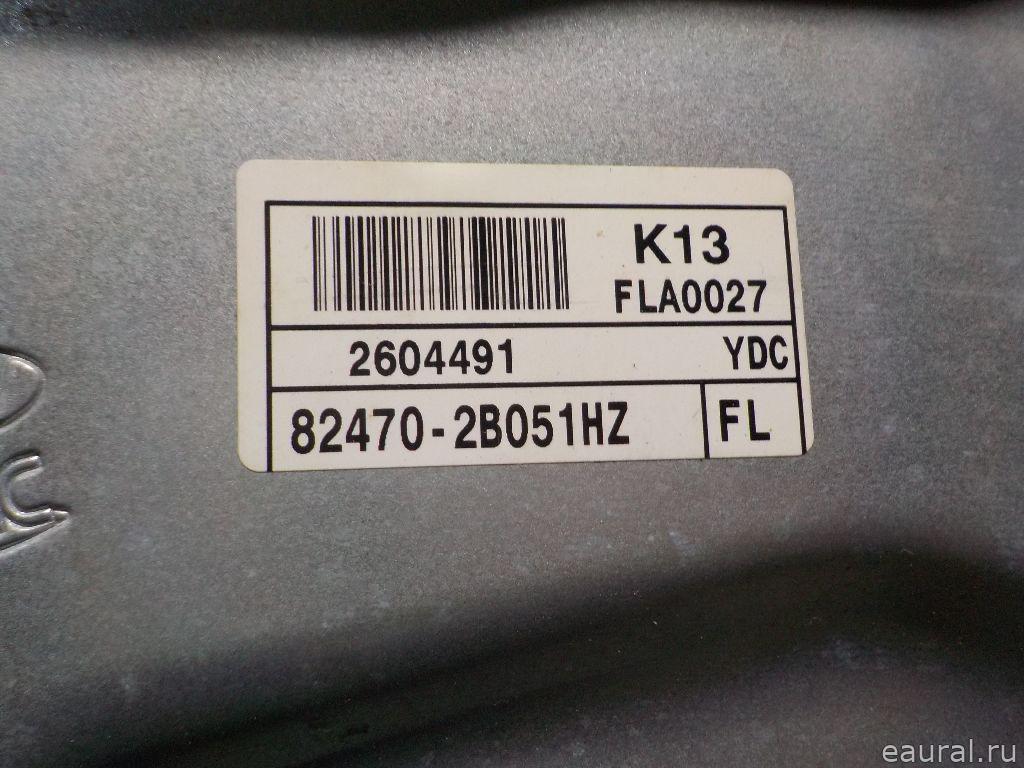 K13
FLA0027
2604491 YDC
82470-2B051HZ FL
eaural.ru